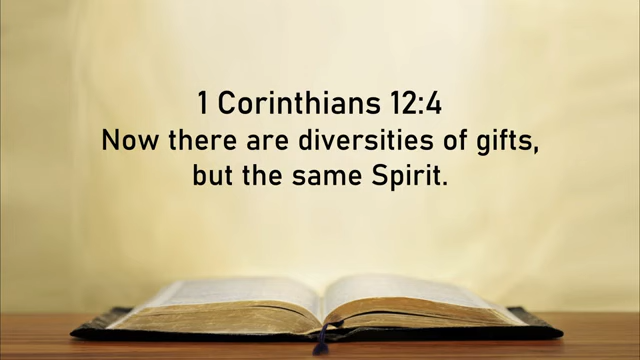 1 Corinthians 12:4
Now there are diversities of gifts,
but the same Spirit.